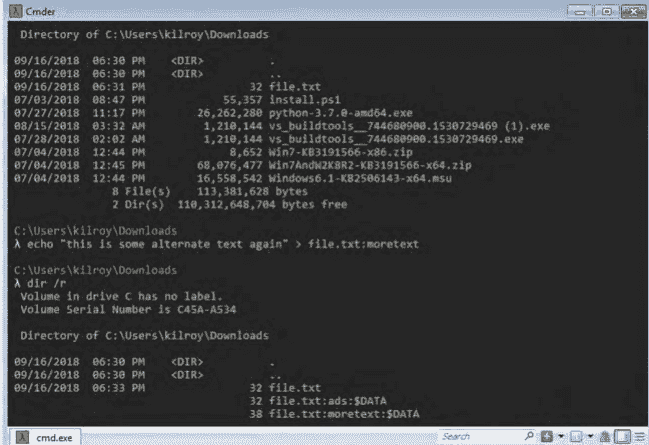 Cmder
Directory of C:\Users\kilroy\Downloads
09/16/2018 06:30 PM <DIR> .
09/16/2018 06:30 PM <DIR> ..
09/16/2018 06:31 PM 32 file.txt
07/03/2018 08:47 PM 55,357 install.ps1
07/27/2018 11:17 PM 26,262,280 python-3.7.0-amd64.exe
08/15/2018 03:32 AM 1,210,144 vs_buildtools__744680900.1530729469 (1).exe
07/28/2018 02:02 AM 1,210,144 vs_buildtools__744680900.1530729469.exe
07/04/2018 12:44 PM 8,652 Win7-KB3191566-x86.zip
07/04/2018 12:45 PM 68,076,477 Win7AndW2K8R2-KB3191566-x64.zip
07/04/2018 12:44 PM 16,558,542 Windows6.1-KB2506143-x64.msu
8 File(s) 113,381,628 bytes
2 Dir(s) 110,312,648,704 bytes free
C:\Users\kilroy\Downloads
λ echo "this is some alternate text again" > file.txt:moretext
C:\Users\kilroy\Downloads
λ dir /r
Volume in drive C has no label.
Volume Serial Number is C45A-A534
Directory of C:\Users\kilroy\Downloads
09/16/2018 06:30 PM <DIR> .
09/16/2018 06:30 PM <DIR> ..
09/16/2018 06:33 PM 32 file.txt
32 file.txt:ads:$DATA
38 file.txt:moretext:$DATA
cmd.exe
Search